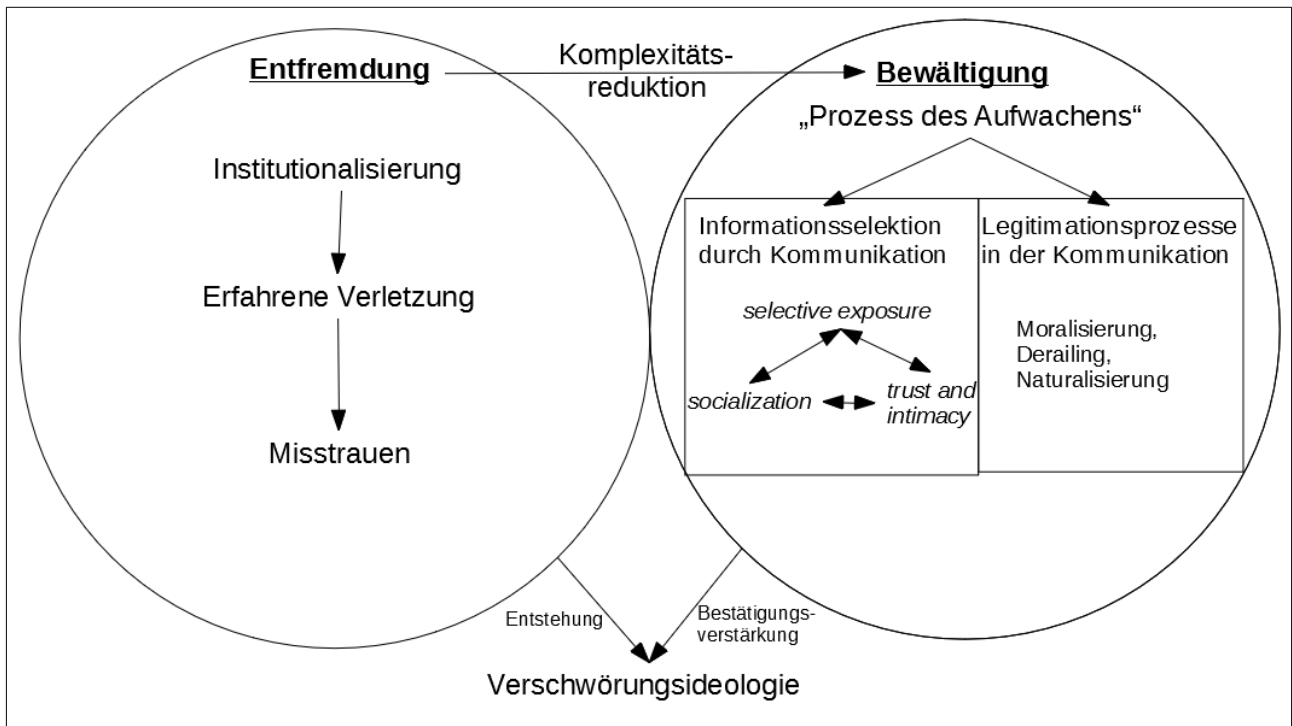 Entfremdung
Komplexitäts-
reduktion
Bewältigung
„Prozess des Aufwachens“
Institutionalisierung
Erfahrene Verletzung
Misstrauen
Informationsselektion
durch Kommunikation
selective exposure
socialization
trust and
intimacy
Legitimationsprozesse
in der Kommunikation
Moralisierung,
Derailing,
Naturalisierung
Entstehung
Bestätigungs-
verstärkung
Verschwörungsideologie